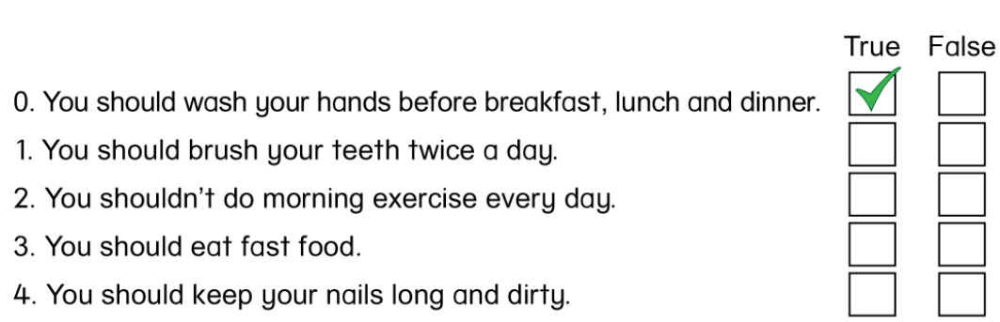 True False
0. You should wash your hands before breakfast, lunch and dinner.
1. You should brush your teeth twice a day.
2. You shouldn’t do morning exercise every day.
3. You should eat fast food.
4. You should keep your nails long and dirty.